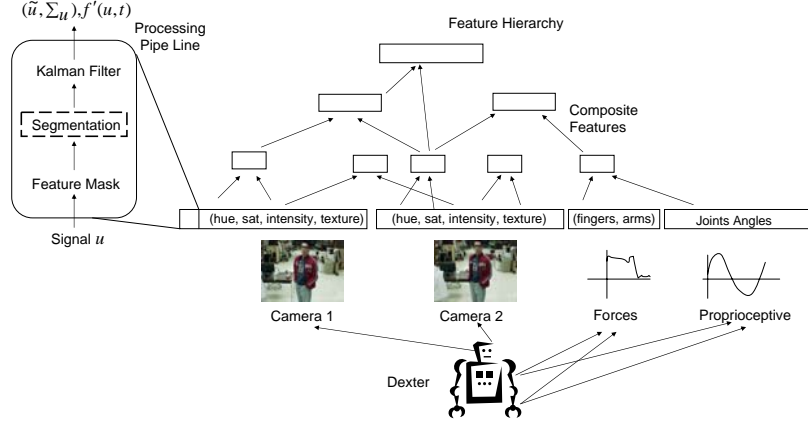 (ũ, Σu), f′(u,t)
Processing
Pipe Line
Feature Hierarchy
Kalman Filter
Segmentation
Composite
Features
Feature Mask
(hue, sat, intensity, texture)
(hue, sat, intensity, texture)
(fingers, arms)
Joints Angles
Signal u
Camera 1
Camera 2
Forces
Proprioceptive
Dexter